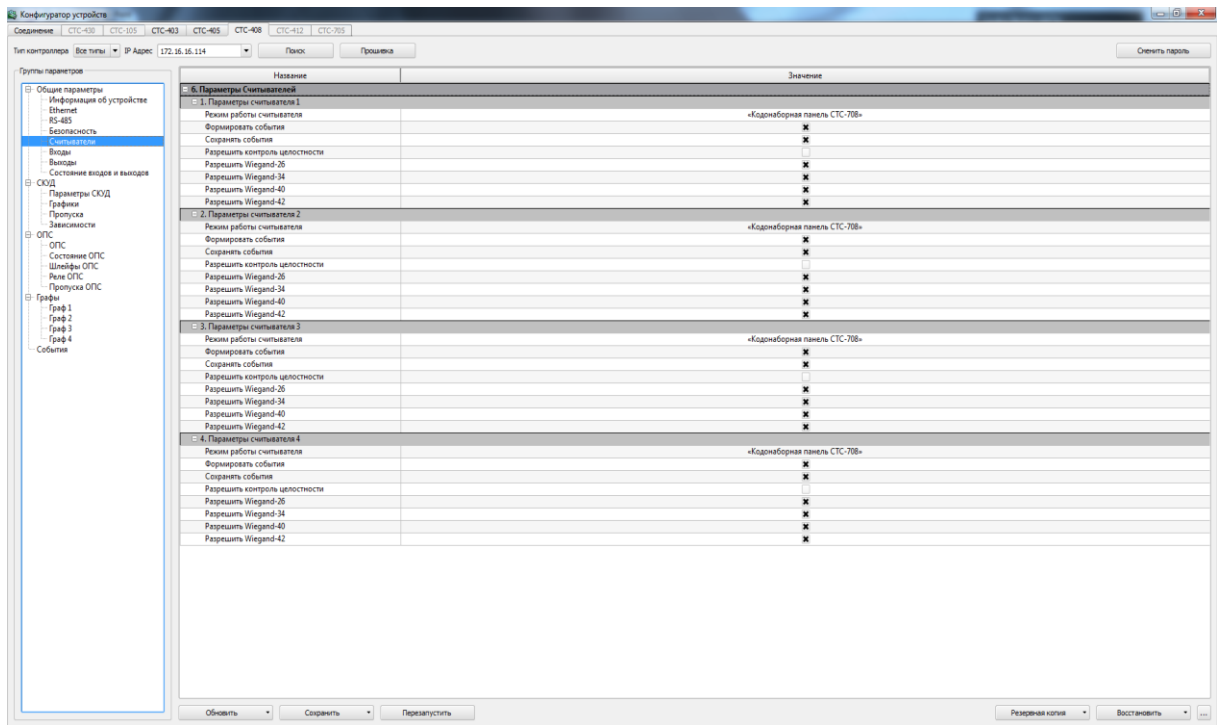 Конфигуратор устройств
Соединение СТС-430 СТС-105 СТС-403 СТС-405 СТС-408 СТС-412 СТС-705
Тип контроллера Все типы IP Адрес 172.16.16.114 Поиск Прошивка Сменить пароль
Группы параметров
Общие параметры
Информация об устройстве
Ethernet
RS-485
Безопасность
Считыватели
Входы
Выходы
Состояние входов и выходов
СКУД
Параметры СКУД
Графики
Пропуска
Зависимости
ОПС
ОПС
Состояние ОПС
Шлейфы ОПС
Реле ОПС
Пропуска ОПС
Графы
Граф 1
Граф 2
Граф 3
Граф 4
События
Название Значение
6. Параметры Считывателей
1. Параметры считывателя 1
Режим работы считывателя «Кодонаборная панель СТС-708»
Формировать события
Сохранять события
Разрешить контроль целостности
Разрешить Wiegand-26
Разрешить Wiegand-34
Разрешить Wiegand-40
Разрешить Wiegand-42
2. Параметры считывателя 2
Режим работы считывателя «Кодонаборная панель СТС-708»
Формировать события
Сохранять события
Разрешить контроль целостности
Разрешить Wiegand-26
Разрешить Wiegand-34
Разрешить Wiegand-40
Разрешить Wiegand-42
3. Параметры считывателя 3
Режим работы считывателя «Кодонаборная панель СТС-708»
Формировать события
Сохранять события
Разрешить контроль целостности
Разрешить Wiegand-26
Разрешить Wiegand-34
Разрешить Wiegand-40
Разрешить Wiegand-42
4. Параметры считывателя 4
Режим работы считывателя «Кодонаборная панель СТС-708»
Формировать события
Сохранять события
Разрешить контроль целостности
Разрешить Wiegand-26
Разрешить Wiegand-34
Разрешить Wiegand-40
Разрешить Wiegand-42
Обновить Сохранить Перезапустить Резервная копия Восстановить ...